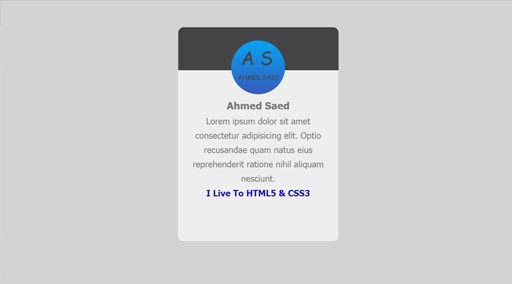 A S
AHMED SAED
Ahmed Saed
Lorem ipsum dolor sit amet
consectetur adipisicing elit. Optio
recusandae quam natus eius
reprehenderit ratione nihil aliquam
nesciunt.
I Live To HTML5 & CSS3